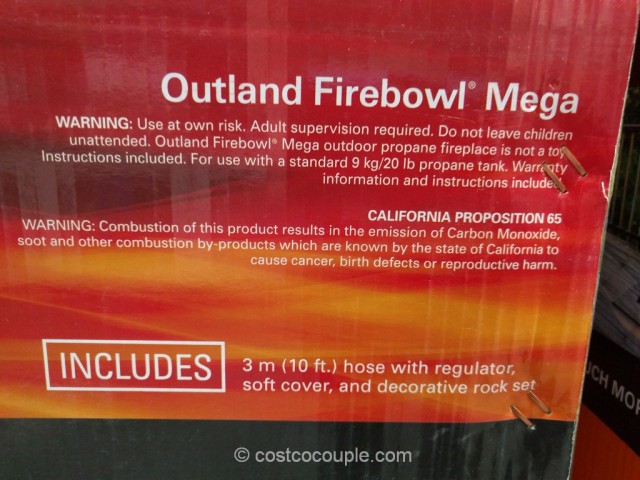 Outland Firebowl® Mega
WARNING: Use at own risk. Adult supervision required. Do not leave children
unattended. Outland Firebowl® Mega outdoor propane fireplace is not a toy
Instructions included. For use with a standard 9 kg/20 lb propane tank. Warranty
information and instructions included
CALIFORNIA PROPOSITION 65
WARNING: Combustion of this product results in the emission of Carbon Monoxide,
soot and other combustion by-products which are known by the state of California to
cause cancer, birth defects or reproductive harm.
INCLUDES
3 m (10 ft.) hose with regulator,
soft cover, and decorative rock set
UCH MOR
© costcocouple.com